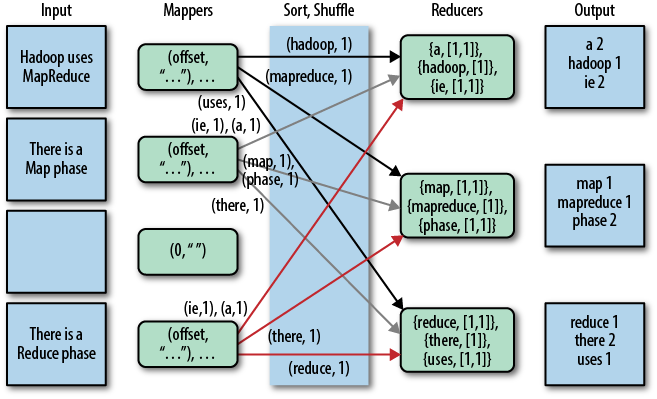 Input
Mappers
Sort, Shuffle
Reducers
Output
Hadoop uses
MapReduce
(offset,
“…”), …
(hadoop, 1)
(mapreduce, 1)
(uses, 1)
{a, [1,1]},
{hadoop, [1]},
{ie, [1,1]}
a 2
hadoop 1
ie 2
There is a
Map phase
(offset,
“…”), …
(ie, 1), (a, 1)
(map, 1),
(phase, 1)
(there, 1)
{map, [1,1]},
{mapreduce, [1]},
{phase, [1,1]}
map 1
mapreduce 1
phase 2
(0, “ ”)
There is a
Reduce phase
(offset,
“…”), …
(ie,1), (a,1)
(there, 1)
(reduce, 1)
{reduce, [1,1]},
{there, [1]},
{uses, [1,1]}
reduce 1
there 2
uses 1